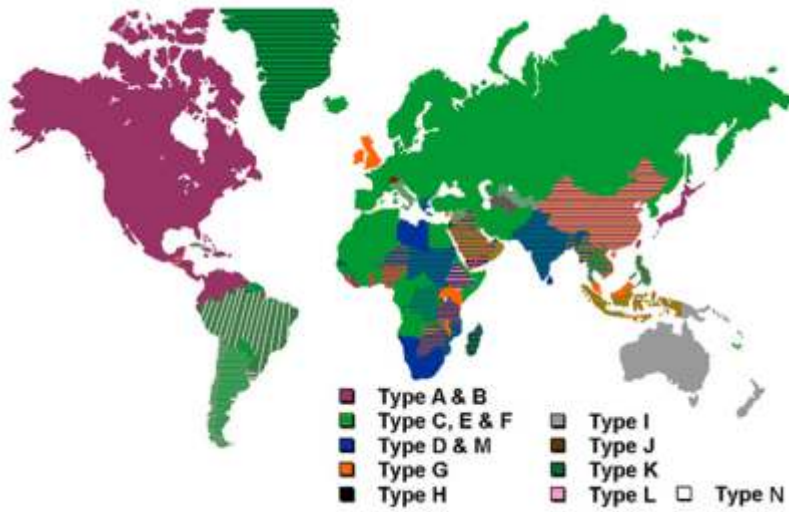 Type A & B
Type C, E & F
Type D & M
Type G
Type H
Type I
Type J
Type K
Type L
Type N